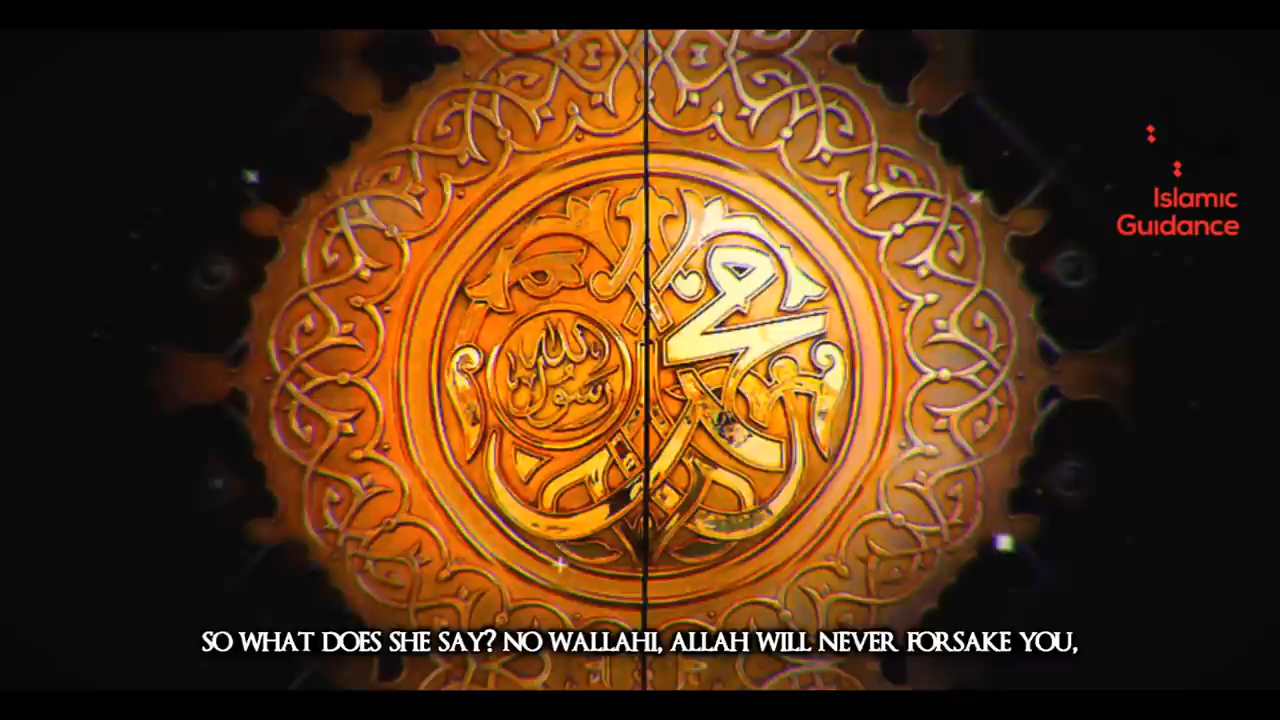 محمد
رسول
الله
Islamic
Guidance
SO WHAT DOES SHE SAY? NO WALLAHI, ALLAH WILL NEVER FORSAKE YOU,